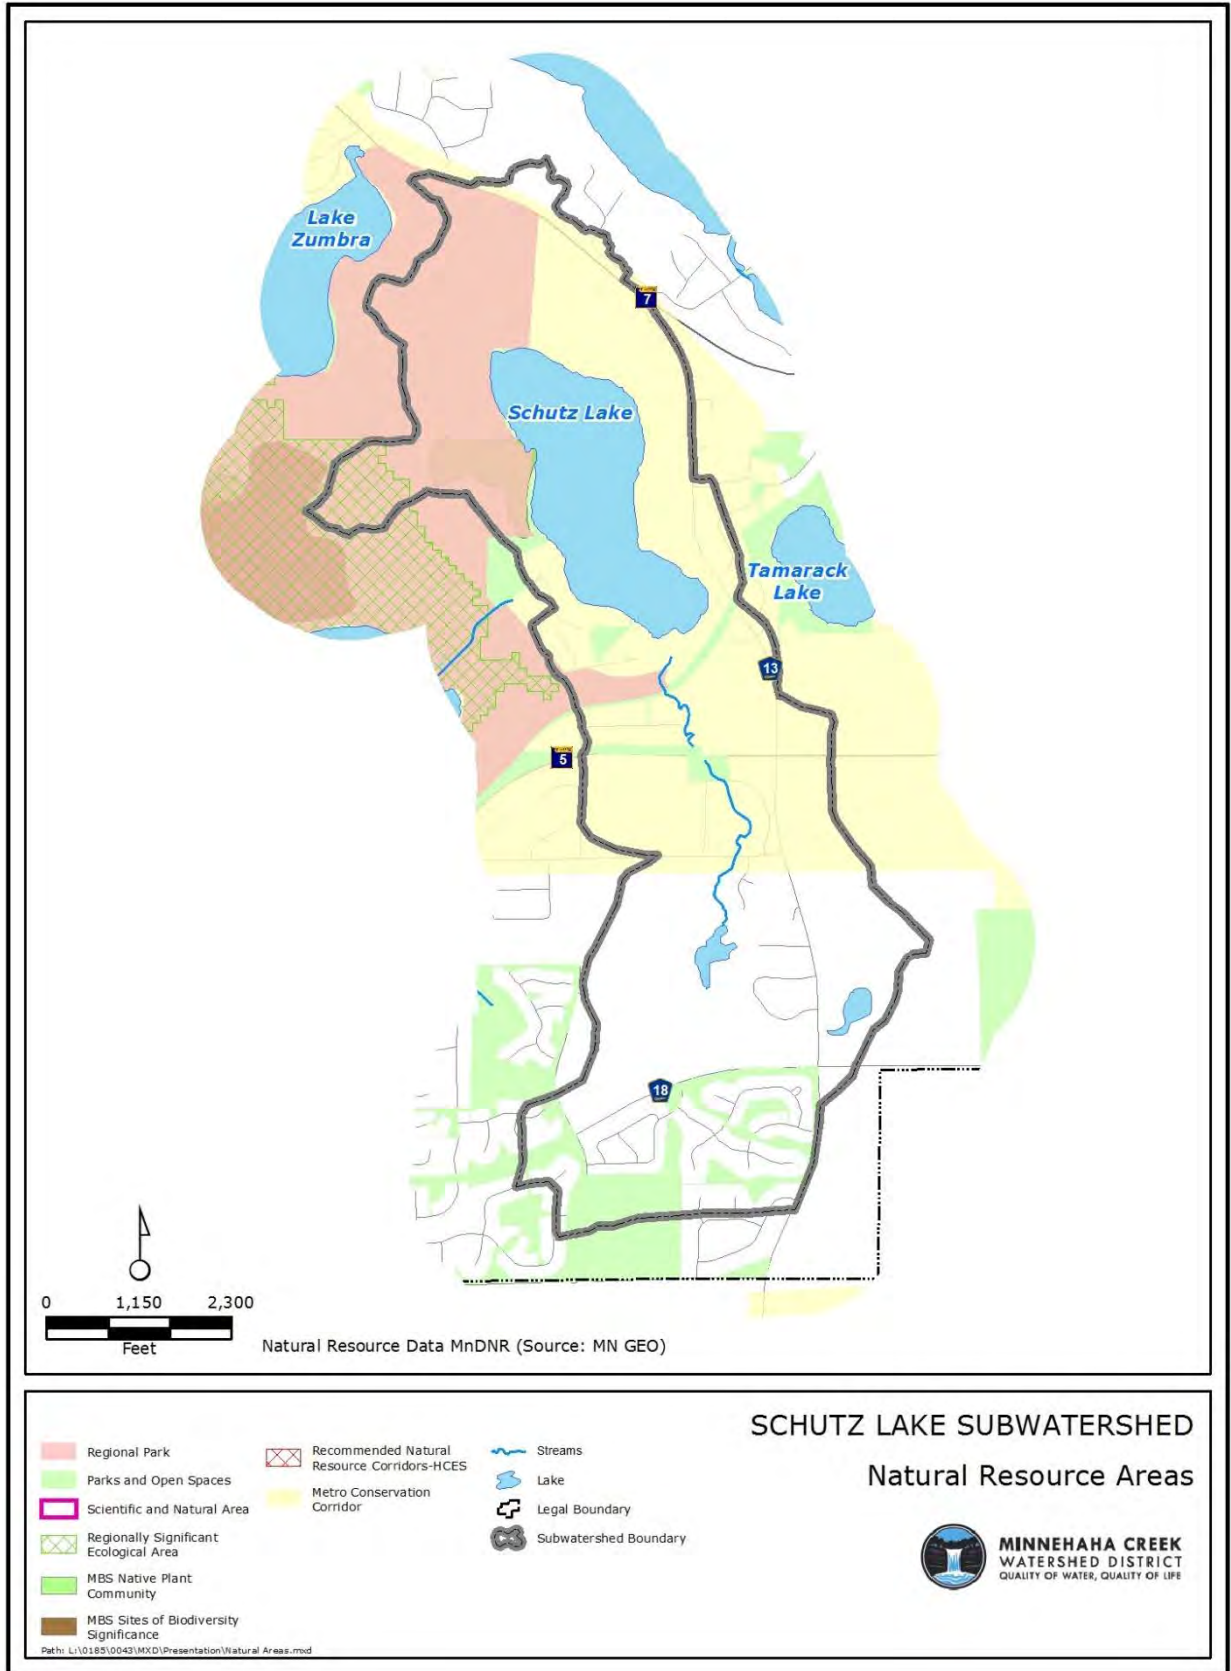 Lake
Zumbra
7
Schutz Lake
Tamarack
Lake
13
5
18
0 1,150 2,300
Feet
Natural Resource Data MnDNR (Source: MN GEO)
SCHUTZ LAKE SUBWATERSHED
Natural Resource Areas
Regional Park
Parks and Open Spaces
Scientific and Natural Area
Regionally Significant
Ecological Area
MBS Native Plant
Community
MBS Sites of Biodiversity
Significance
Recommended Natural
Resource Corridors-HCES
Metro Conservation
Corridor
Streams
Lake
Legal Boundary
Subwatershed Boundary
MINNEHAHA CREEK
WATERSHED DISTRICT
QUALITY OF WATER, QUALITY OF LIFE
Path: L:\0185\0043\MXD\Presentation\Natural Areas.mxd